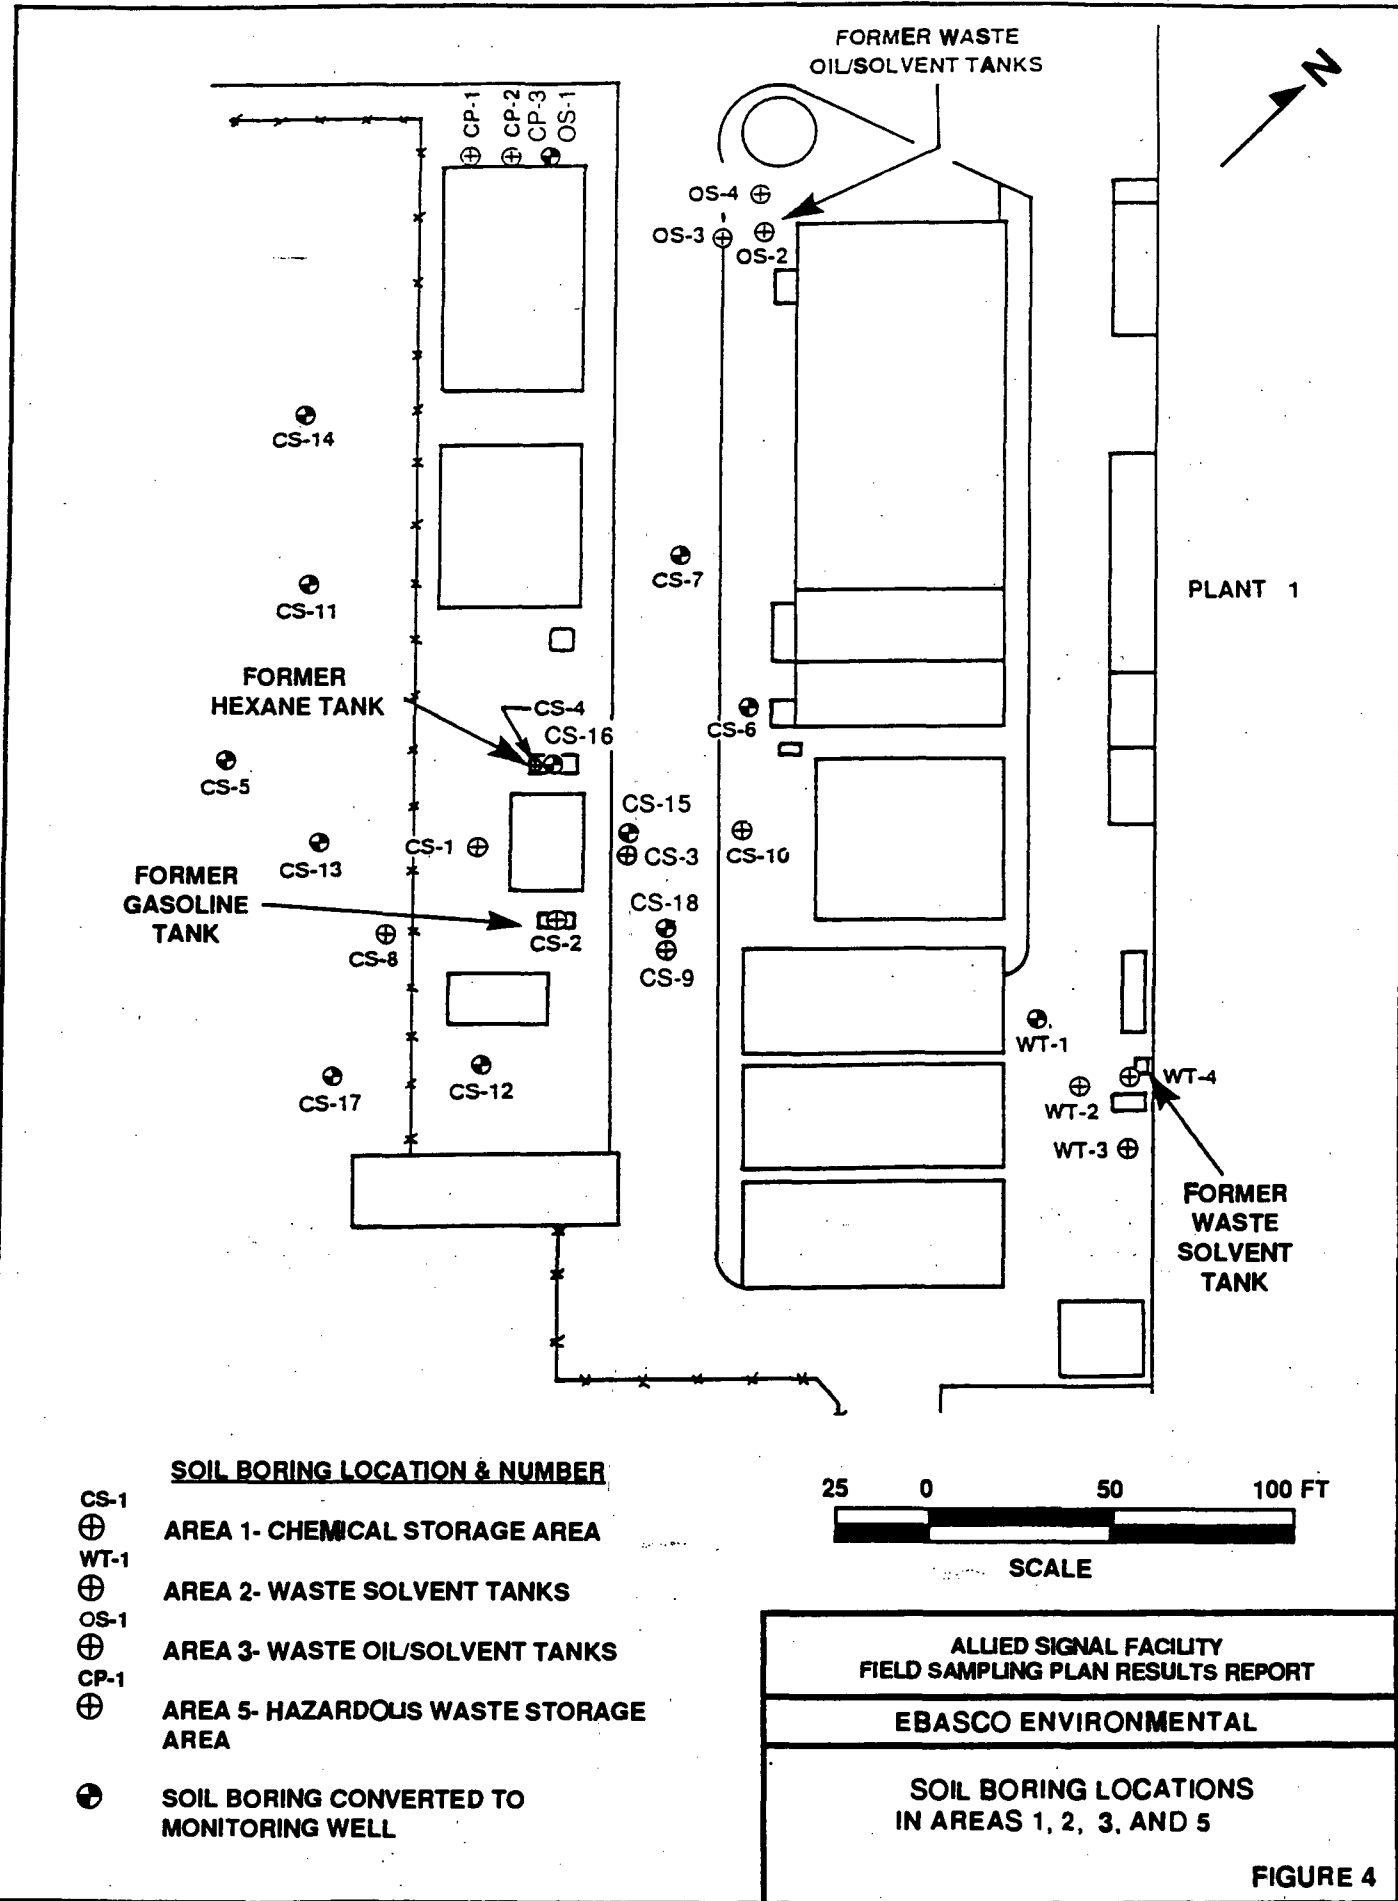 FORMER WASTE
OIL/SOLVENT TANKS
N
CP-1
CP-2
CP-3
OS-1
OS-4
OS-3
OS-2
CS-14
CS-7
CS-11
PLANT 1
FORMER
HEXANE TANK
CS-4
CS-16
CS-6
CS-5
CS-15
CS-13
CS-1
CS-3
CS-10
FORMER
GASOLINE
TANK
CS-18
CS-2
CS-8
CS-9
WT-1
CS-12
CS-17
WT-4
WT-2
WT-3
FORMER
WASTE
SOLVENT
TANK
SOIL BORING LOCATION & NUMBER
CS-1
AREA 1- CHEMICAL STORAGE AREA
WT-1
AREA 2- WASTE SOLVENT TANKS
OS-1
AREA 3- WASTE OIL/SOLVENT TANKS
CP-1
AREA 5- HAZARDOUS WASTE STORAGE
AREA
SOIL BORING CONVERTED TO
MONITORING WELL
25 0 50 100 FT
SCALE
ALLIED SIGNAL FACILITY
FIELD SAMPLING PLAN RESULTS REPORT
EBASCO ENVIRONMENTAL
SOIL BORING LOCATIONS
IN AREAS 1, 2, 3, AND 5
FIGURE 4